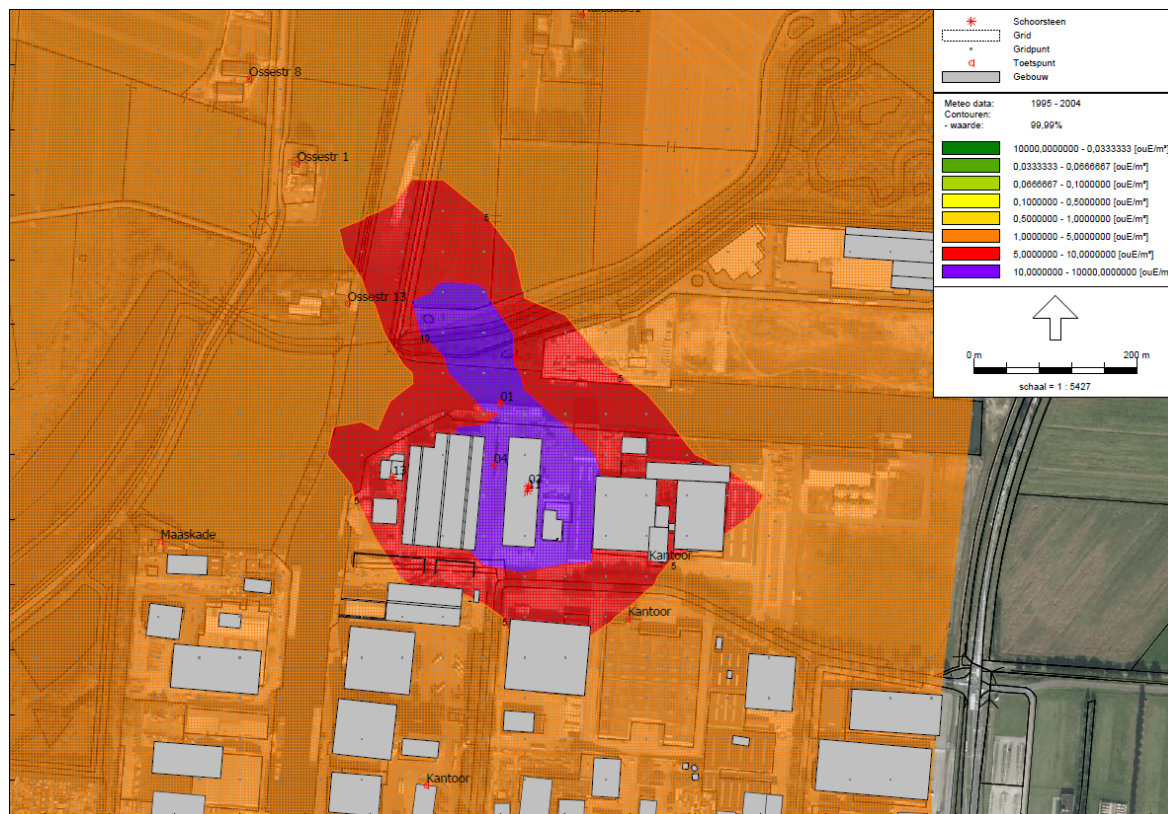 Ossestr 8
Ossestr 1
5
Ossestr 13
10
5
01
04
13
5
Maaskade
Kantoor
5
Kantoor
5
5
Kantoor
Schoorsteen
Grid
Gridpunt
Toetspunt
Gebouw
Meteo data: 1995 - 2004
Contouren:
- waarde: 99,99%
10000,0000000 - 0,0333333 [ouE/m³]
0,0333333 - 0,0666667 [ouE/m³]
0,0666667 - 0,1000000 [ouE/m³]
0,1000000 - 0,5000000 [ouE/m³]
0,5000000 - 1,0000000 [ouE/m³]
1,0000000 - 5,0000000 [ouE/m³]
5,0000000 - 10,0000000 [ouE/m³]
10,0000000 - 10000,0000000 [ouE/m
0 m 200 m
schaal = 1 : 5427